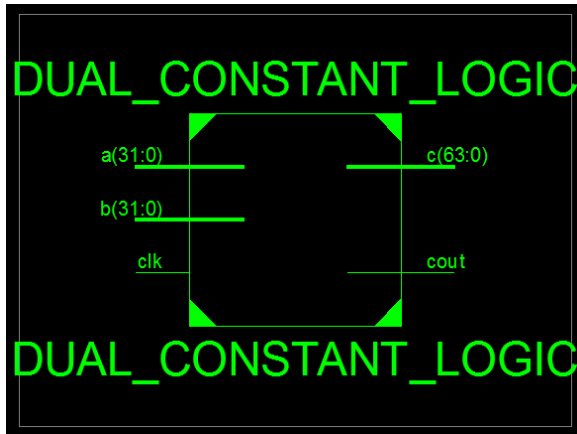 DUAL_CONSTANT_LOGIC
a(31:0) c(63:0)
b(31:0)
clk cout
DUAL_CONSTANT_LOGIC